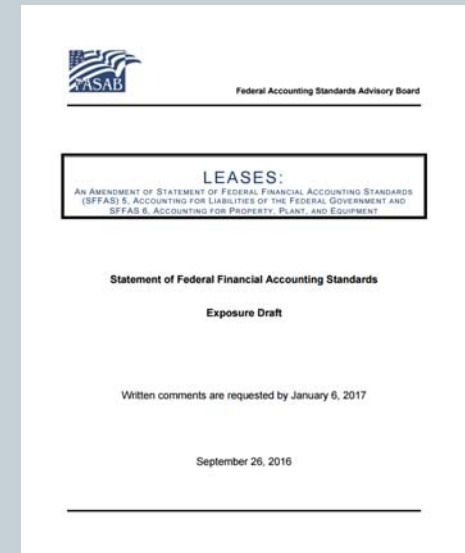 FASAB
Federal Accounting Standards Advisory Board
LEASES:
AN AMENDMENT OF STATEMENT OF FEDERAL FINANCIAL ACCOUNTING STANDARDS
(SFFAS) 5, ACCOUNTING FOR LIABILITIES OF THE FEDERAL GOVERNMENT AND
SFFAS 6, ACCOUNTING FOR PROPERTY, PLANT, AND EQUIPMENT
Statement of Federal Financial Accounting Standards
Exposure Draft
Written comments are requested by January 6, 2017
September 26, 2016